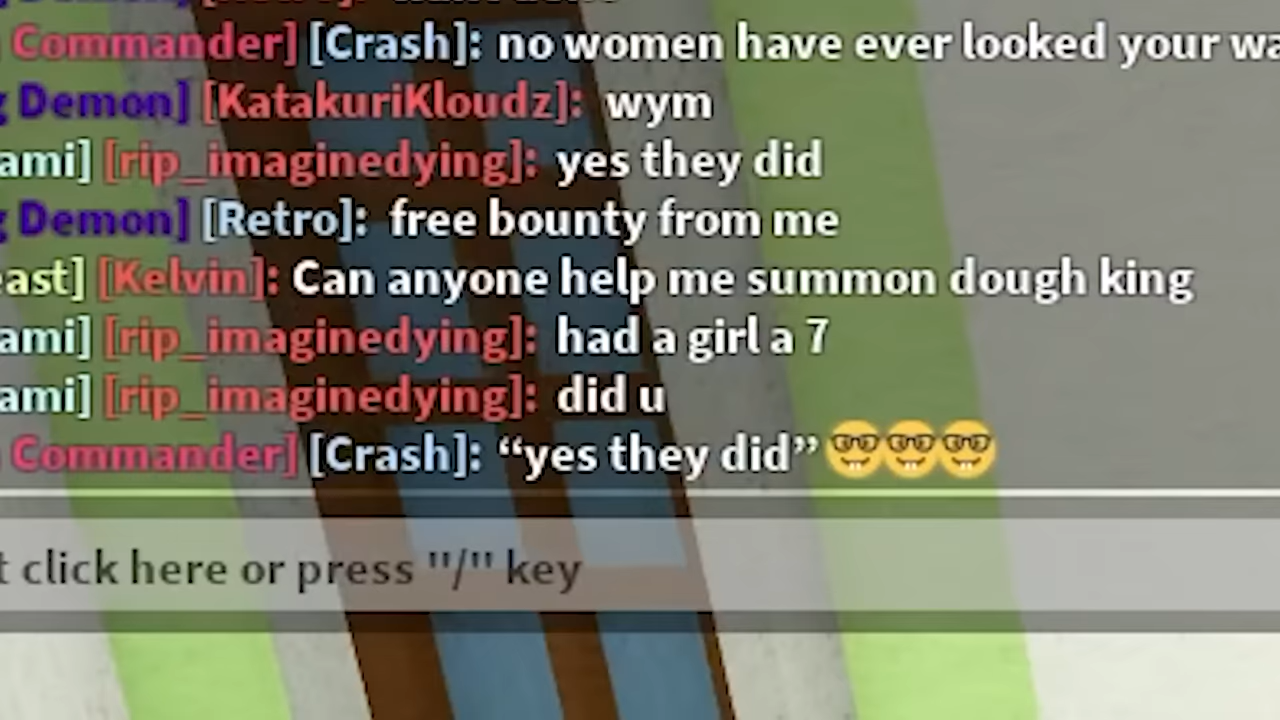 Commander] [Crash]: no women have ever looked your
Demon] [KatakuriKloudz]: wym
ami] [rip_imaginedying]: yes they did
Demon] [Retro]: free bounty from me
east] [Kelvin]: Can anyone help me summon dough king
ami] [rip_imaginedying]: had a girl a 7
ami] [rip_imaginedying]: did u
Commander] [Crash]: “yes they did” 🤓🤓🤓
click here or press "/" key